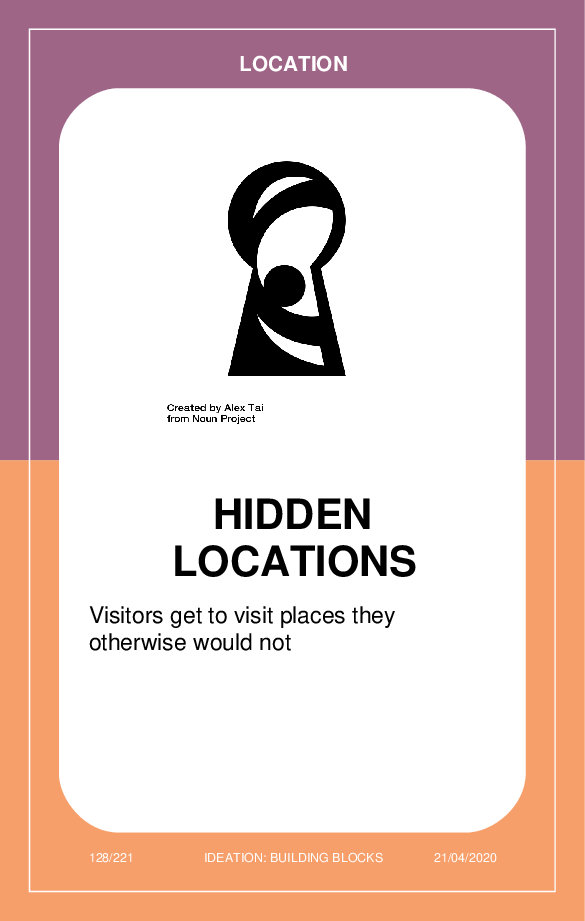 LOCATION
Created by Alex Tai
from Noun Project
HIDDEN
LOCATIONS
Visitors get to visit places they
otherwise would not
128/221 IDEATION: BUILDING BLOCKS 21/04/2020